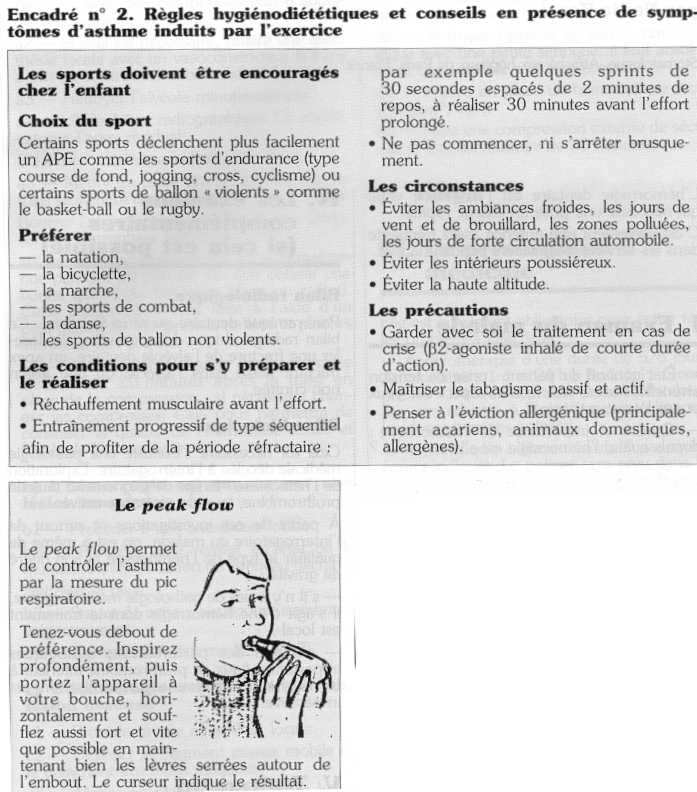 Encadré n° 2. Règles hygiénodiététiques et conseils en présence de symp-
tômes d'asthme induits par l'exercice
Les sports doivent être encouragés
chez l'enfant
Choix du sport
Certains sports déclenchent plus facilement
un APE comme les sports d'endurance (type
course de fond, jogging, cross, cyclisme) ou
certains sports de ballon « violents » comme
le basket-ball ou le rugby.
Préférer
— la natation,
— la bicyclette,
— la marche,
— les sports de combat,
— la danse,
— les sports de ballon non violents.
Les conditions pour s'y préparer et
le réaliser
• Réchauffement musculaire avant l'effort.
• Entraînement progressif de type séquentiel
afin de profiter de la période réfractaire :
par exemple quelques sprints de
30 secondes espacés de 2 minutes de
repos, à réaliser 30 minutes avant l'effort
prolongé.
• Ne pas commencer, ni s'arrêter brusque-
ment.
Les circonstances
• Éviter les ambiances froides, les jours de
vent et de brouillard, les zones polluées,
les jours de forte circulation automobile.
• Éviter les intérieurs poussiéreux.
• Éviter la haute altitude.
Les précautions
• Garder avec soi le traitement en cas de
crise (β2-agoniste inhalé de courte durée
d'action).
• Maîtriser le tabagisme passif et actif.
• Penser à l'éviction allergénique (principale-
ment acariens, animaux domestiques,
allergènes).
Le peak flow
Le peak flow permet
de contrôler l'asthme
par la mesure du pic
respiratoire.
Tenez-vous debout de
préférence. Inspirez
profondément, puis
portez l'appareil à
votre bouche, hori-
zontalement et souf-
flez aussi fort et vite
que possible en main-
tenant bien les lèvres serrées autour de
l'embout. Le curseur indique le résultat.